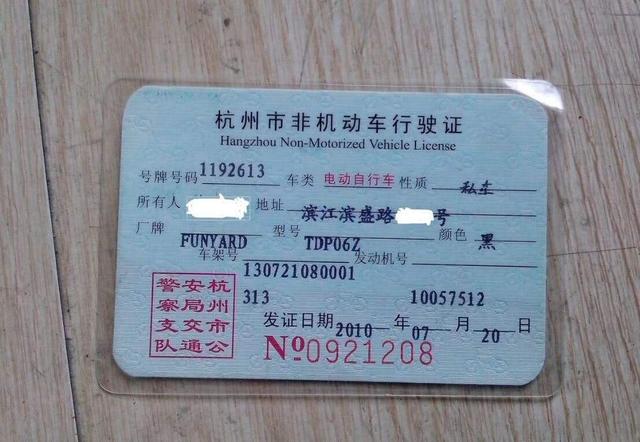 杭州市非机动车行驶证
Hangzhou Non-Motorized Vehicle License
号牌号码 1192613 车类 电动自行车 性质 私车
所有人 地址 滨江滨盛路 号
厂牌 FUNYARD 型号 TDP06Z 颜色 黑
车架号 130721080001 发动机号
313 10057512
发证日期 2010 年 07 月 20 日
杭州市公
安局交通
警察支队
№0921208